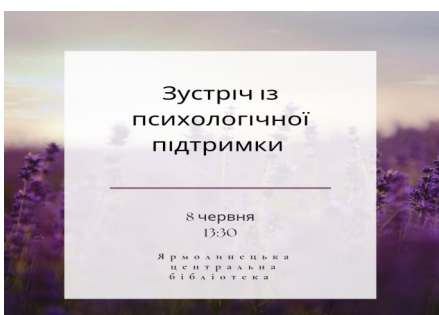 Зустріч із
психологічної
підтримки
8 червня
13:30
Ярмолинецька
центральна
бібліотека